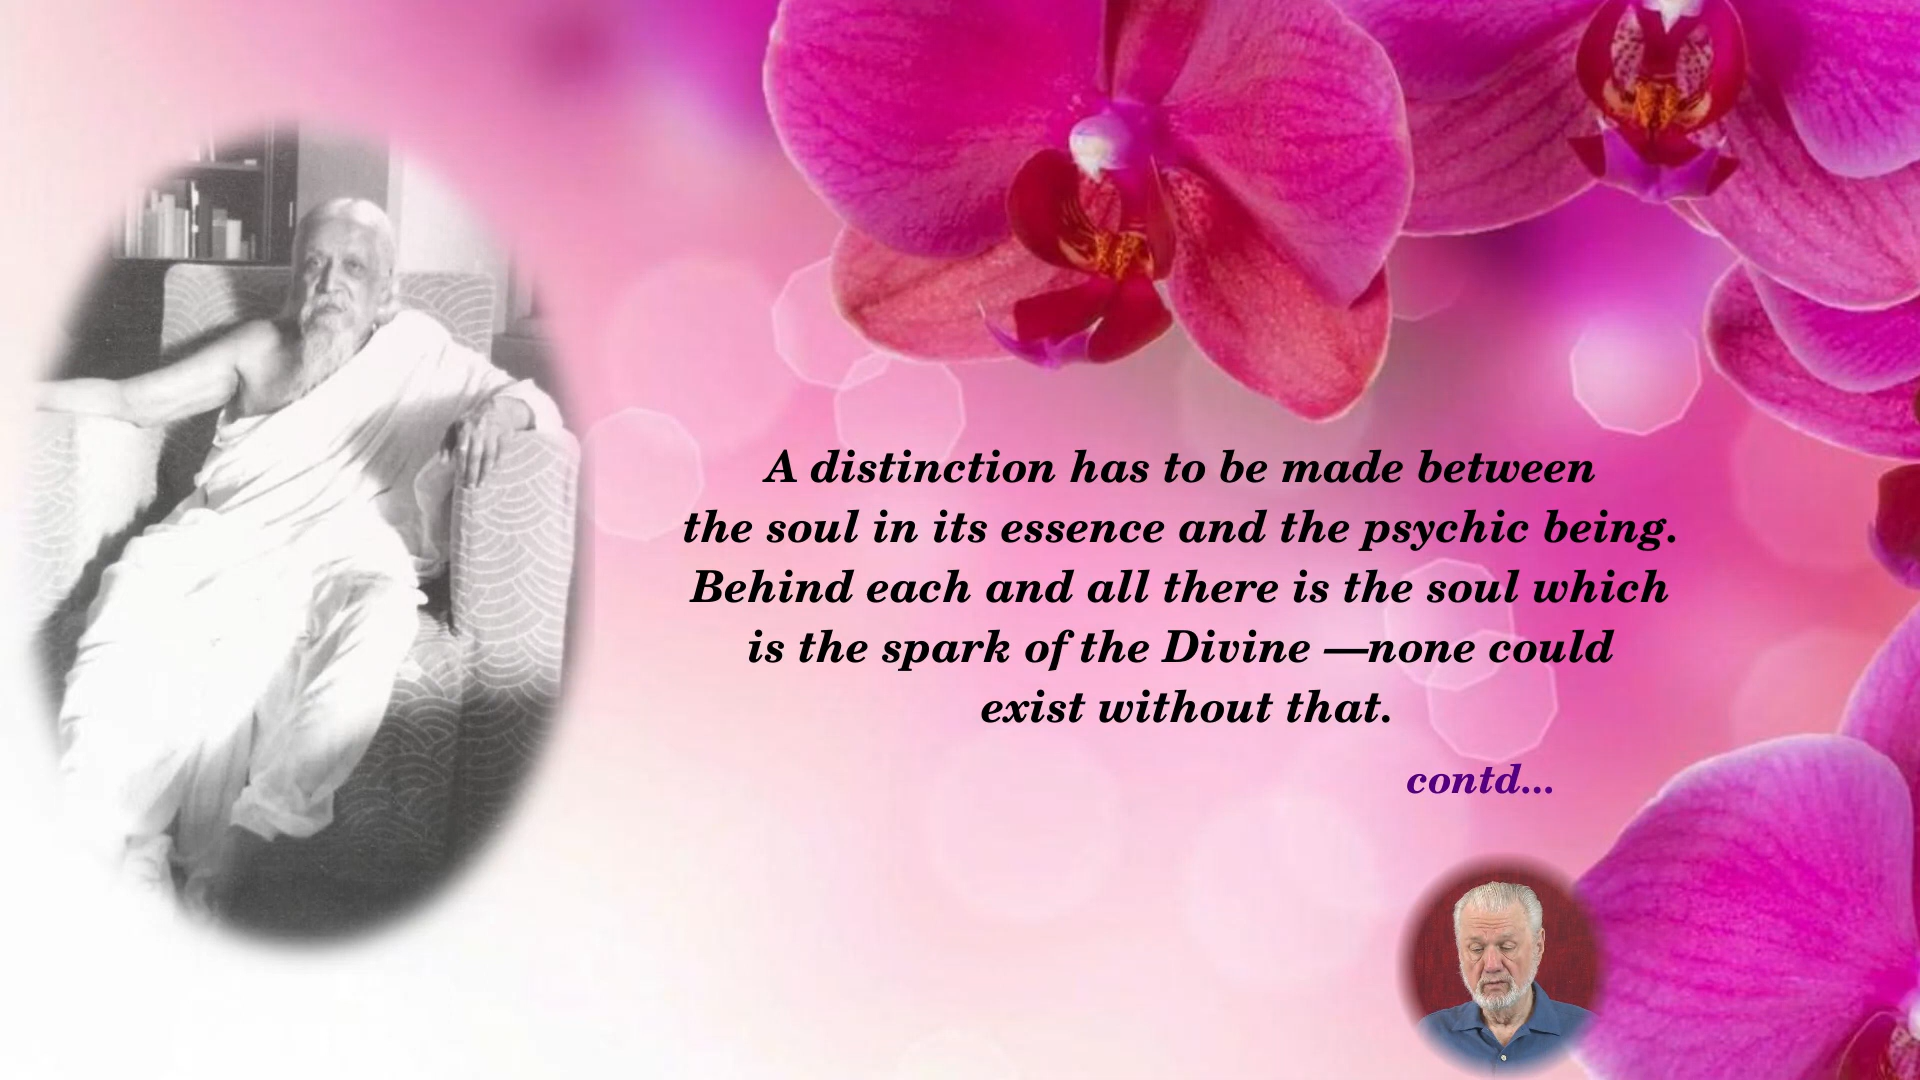 A distinction has to be made between
the soul in its essence and the psychic being.
Behind each and all there is the soul which
is the spark of the Divine —none could
exist without that.
contd...